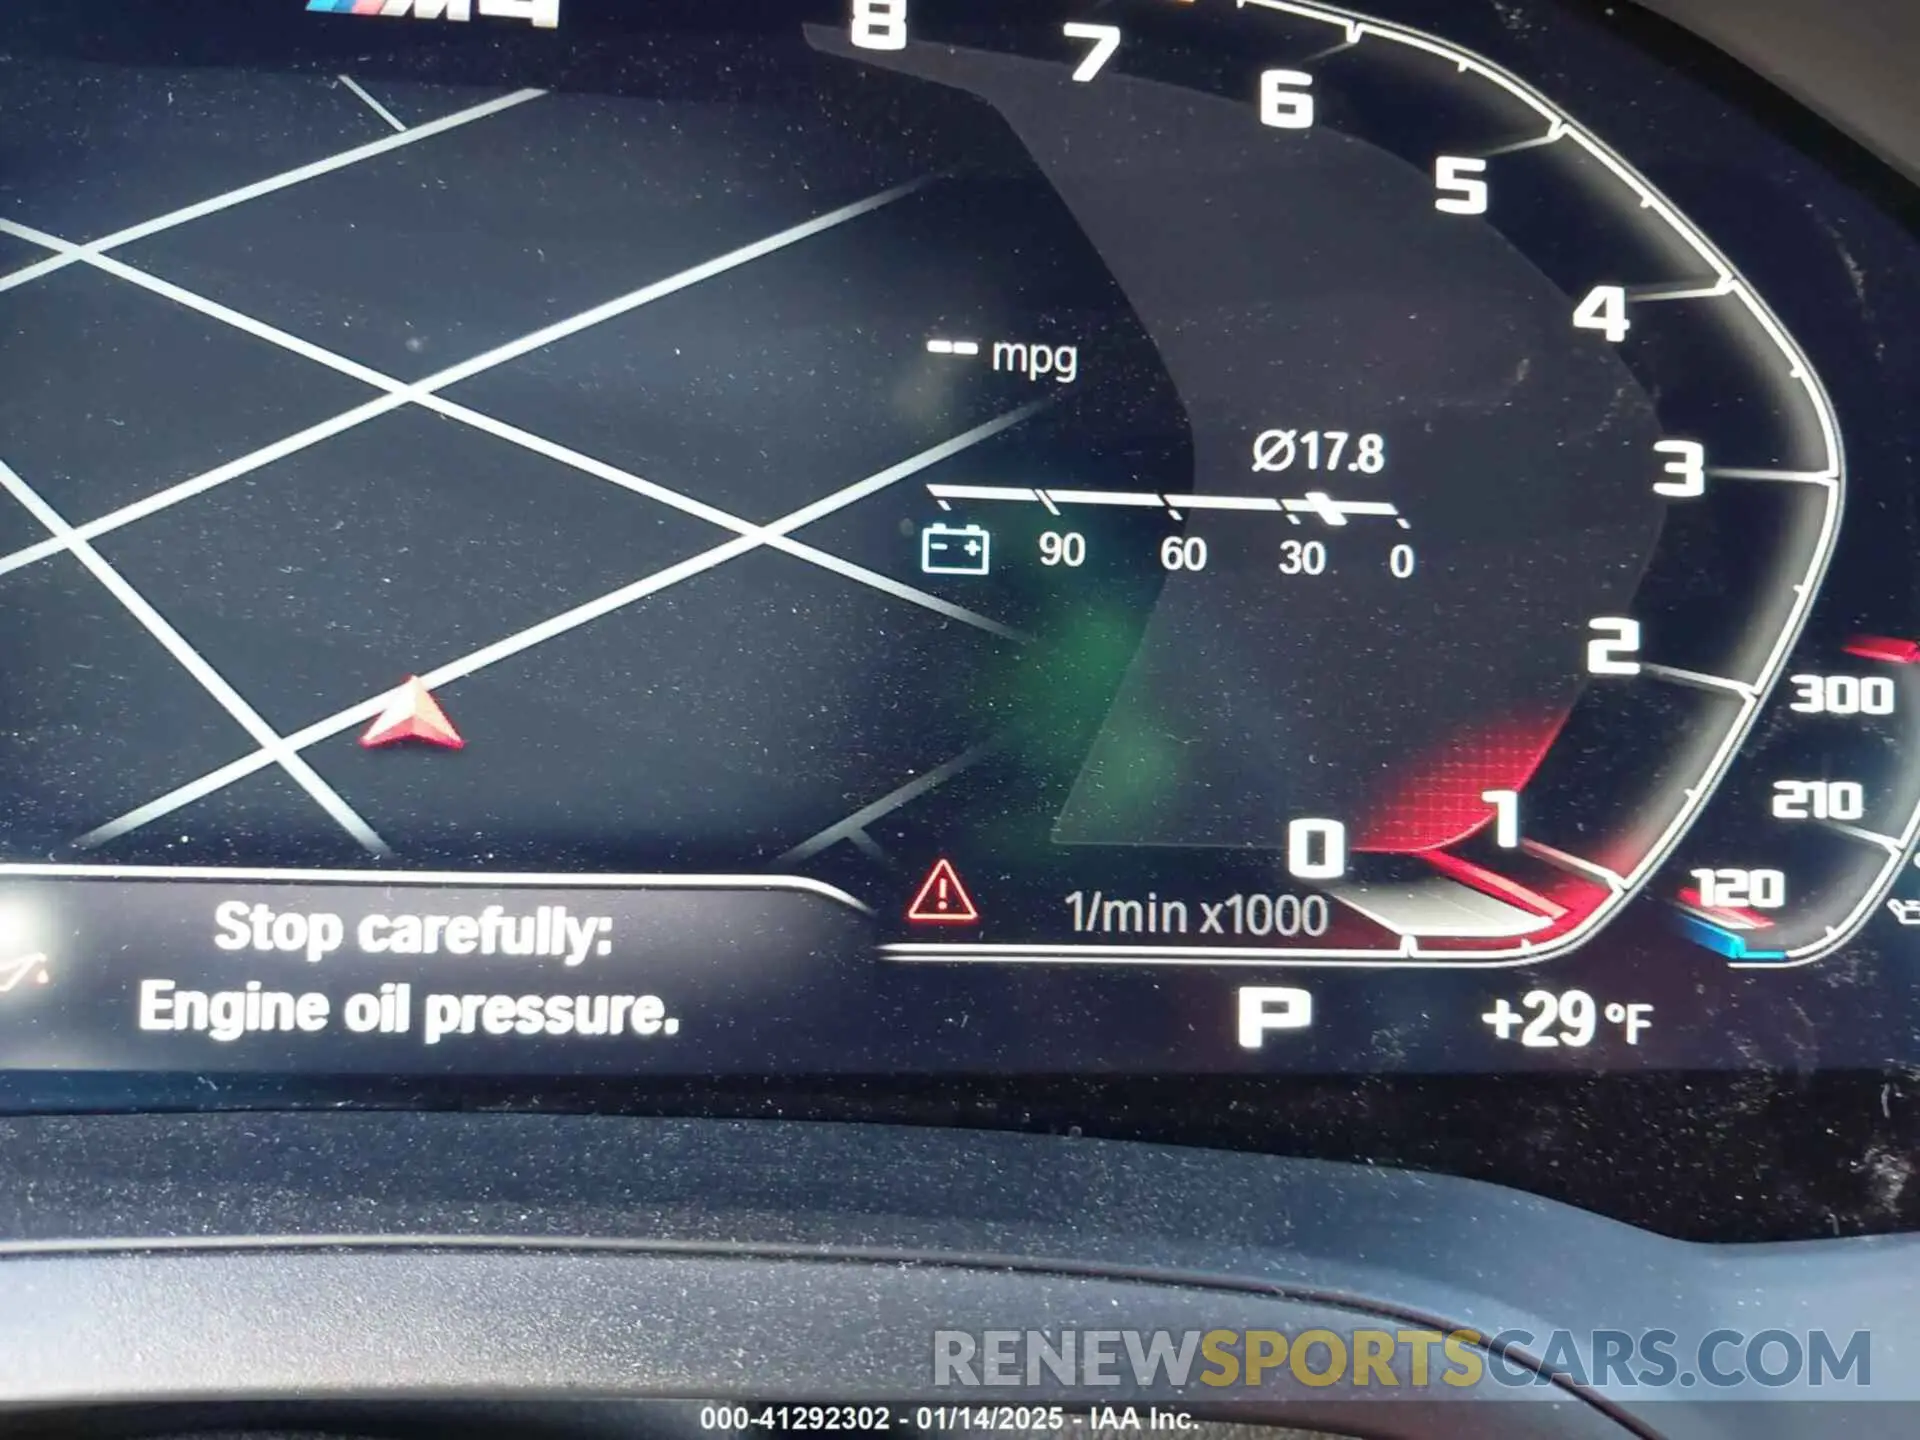 M4
8
7
6
5
4
3
2
1
0
-- mpg
Ø17.8
90 60 30 0
300
210
120
1/min x1000
Stop carefully:
Engine oil pressure.
P
+29 °F
RENEWSPORTSCARS.COM
000-41292302 - 01/14/2025 - IAA Inc.